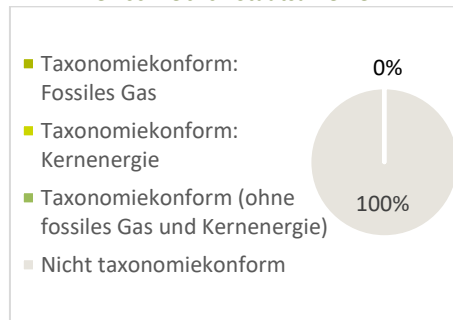 Taxonomiekonform:
Fossiles Gas
Taxonomiekonform:
Kernenergie
Taxonomiekonform (ohne
fossiles Gas und Kernenergie)
Nicht taxonomiekonform
0%
100%